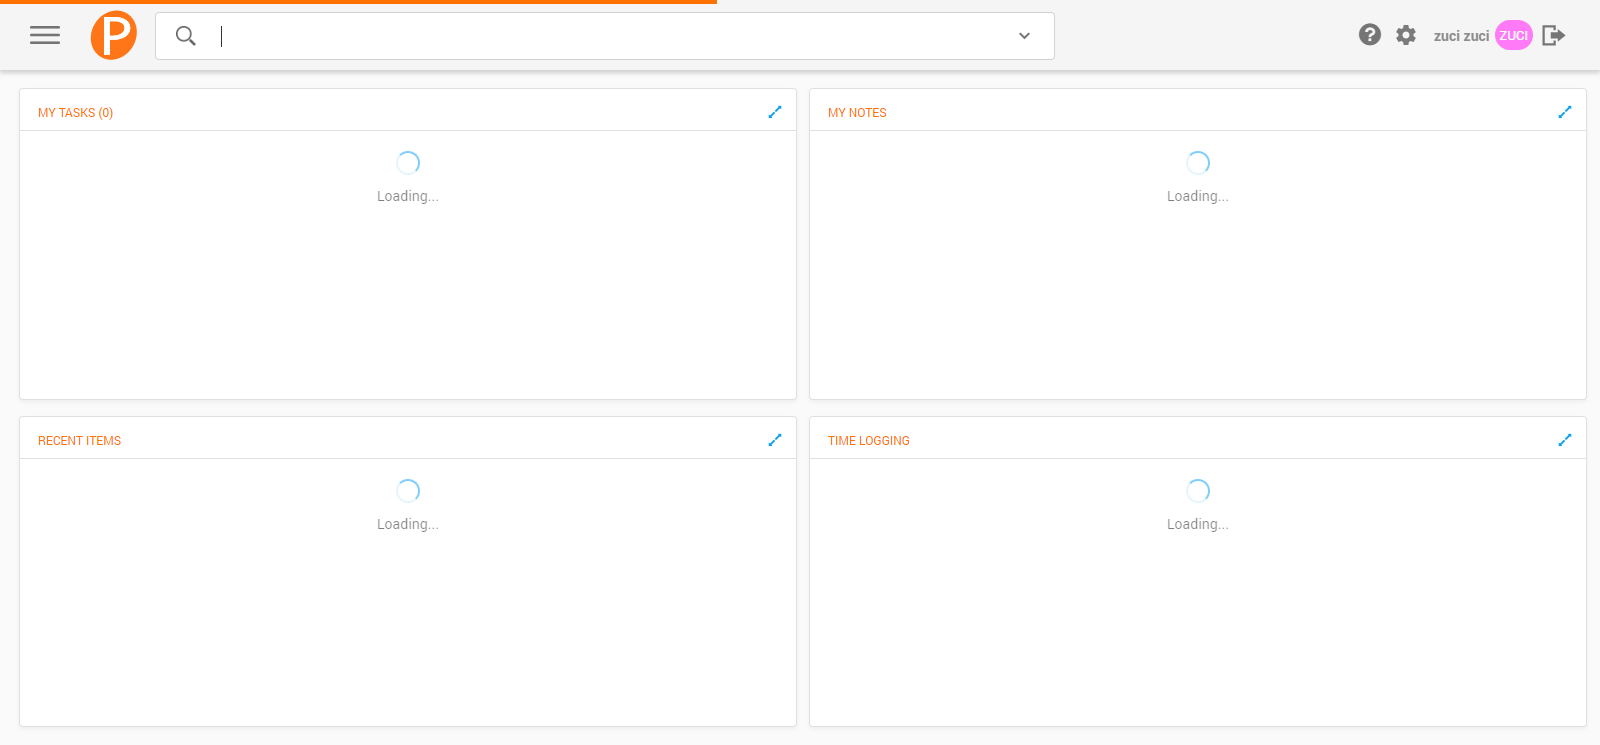 P
zuci zuci ZUCI
MY TASKS (0)
Loading...
MY NOTES
Loading...
RECENT ITEMS
Loading...
TIME LOGGING
Loading...